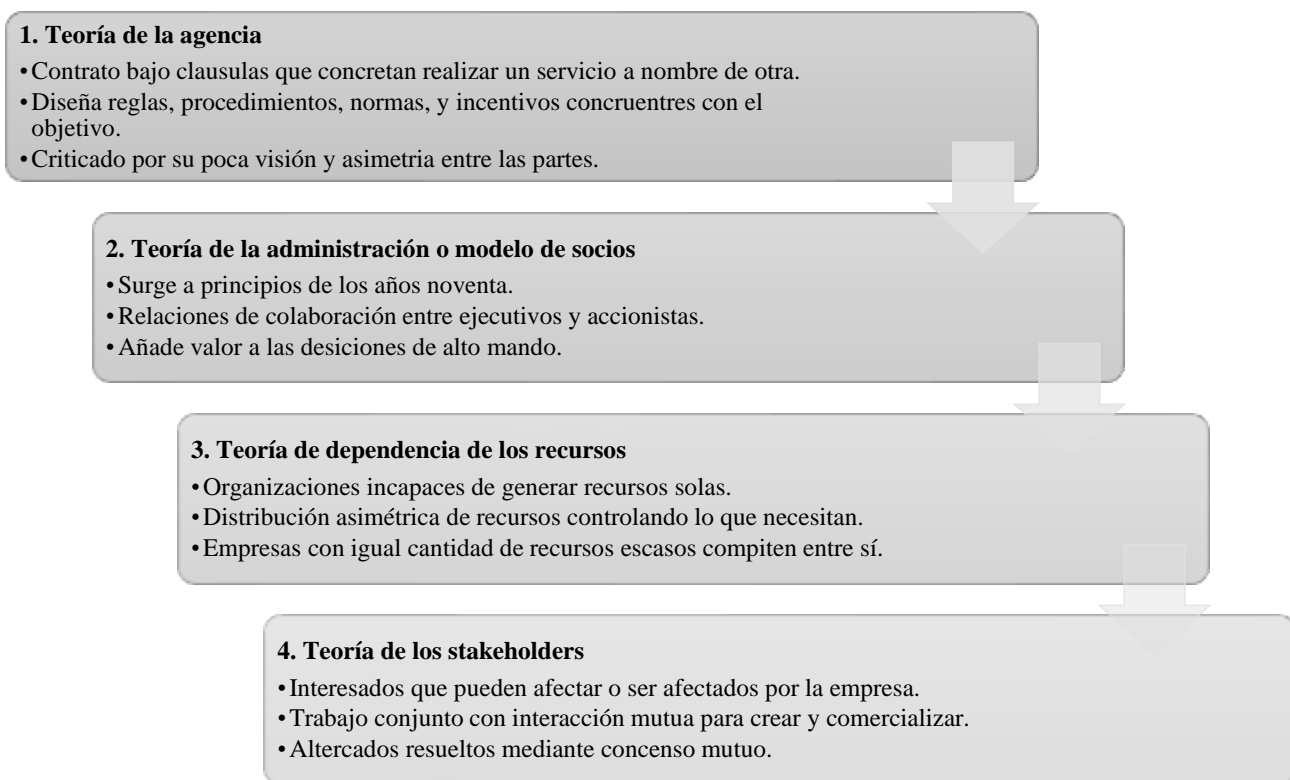 1. Teoría de la agencia
•Contrato bajo clausulas que concretan realizar un servicio a nombre de otra.
•Diseña reglas, procedimientos, normas, y incentivos concruentres con el
objetivo.
•Criticado por su poca visión y asimetria entre las partes.
2. Teoría de la administración o modelo de socios
•Surge a principios de los años noventa.
•Relaciones de colaboración entre ejecutivos y accionistas.
•Añade valor a las desiciones de alto mando.
3. Teoría de dependencia de los recursos
•Organizaciones incapaces de generar recursos solas.
•Distribución asimétrica de recursos controlando lo que necesitan.
•Empresas con igual cantidad de recursos escasos compiten entre sí.
4. Teoría de los stakeholders
•Interesados que pueden afectar o ser afectados por la empresa.
•Trabajo conjunto con interacción mutua para crear y comercializar.
•Altercados resueltos mediante concenso mutuo.